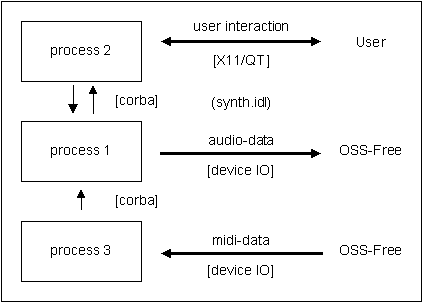 user interaction
process 2
User
[X11/QT]
[corba]
(synth.idl)
audio-data
process 1
OSS-Free
[device IO]
[corba]
midi-data
process 3
OSS-Free
[device IO]